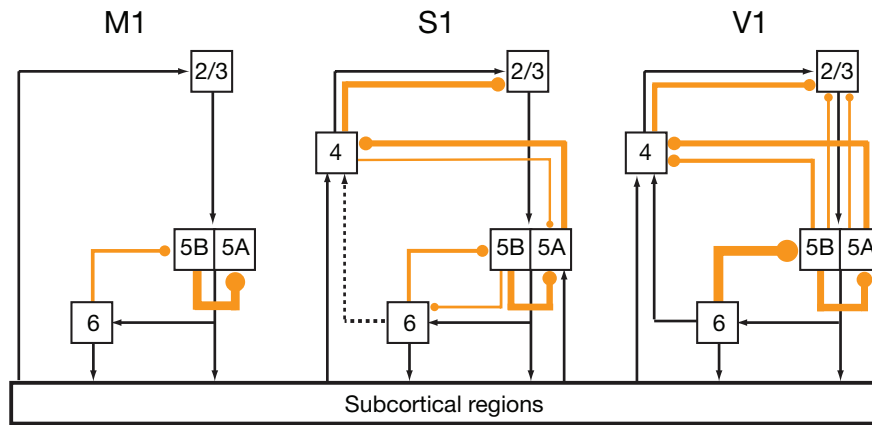 M1 S1 V1
2/3 2/3 2/3
4 4
5B 5A 5B 5A 5B 5A
6 6 6
Subcortical regions